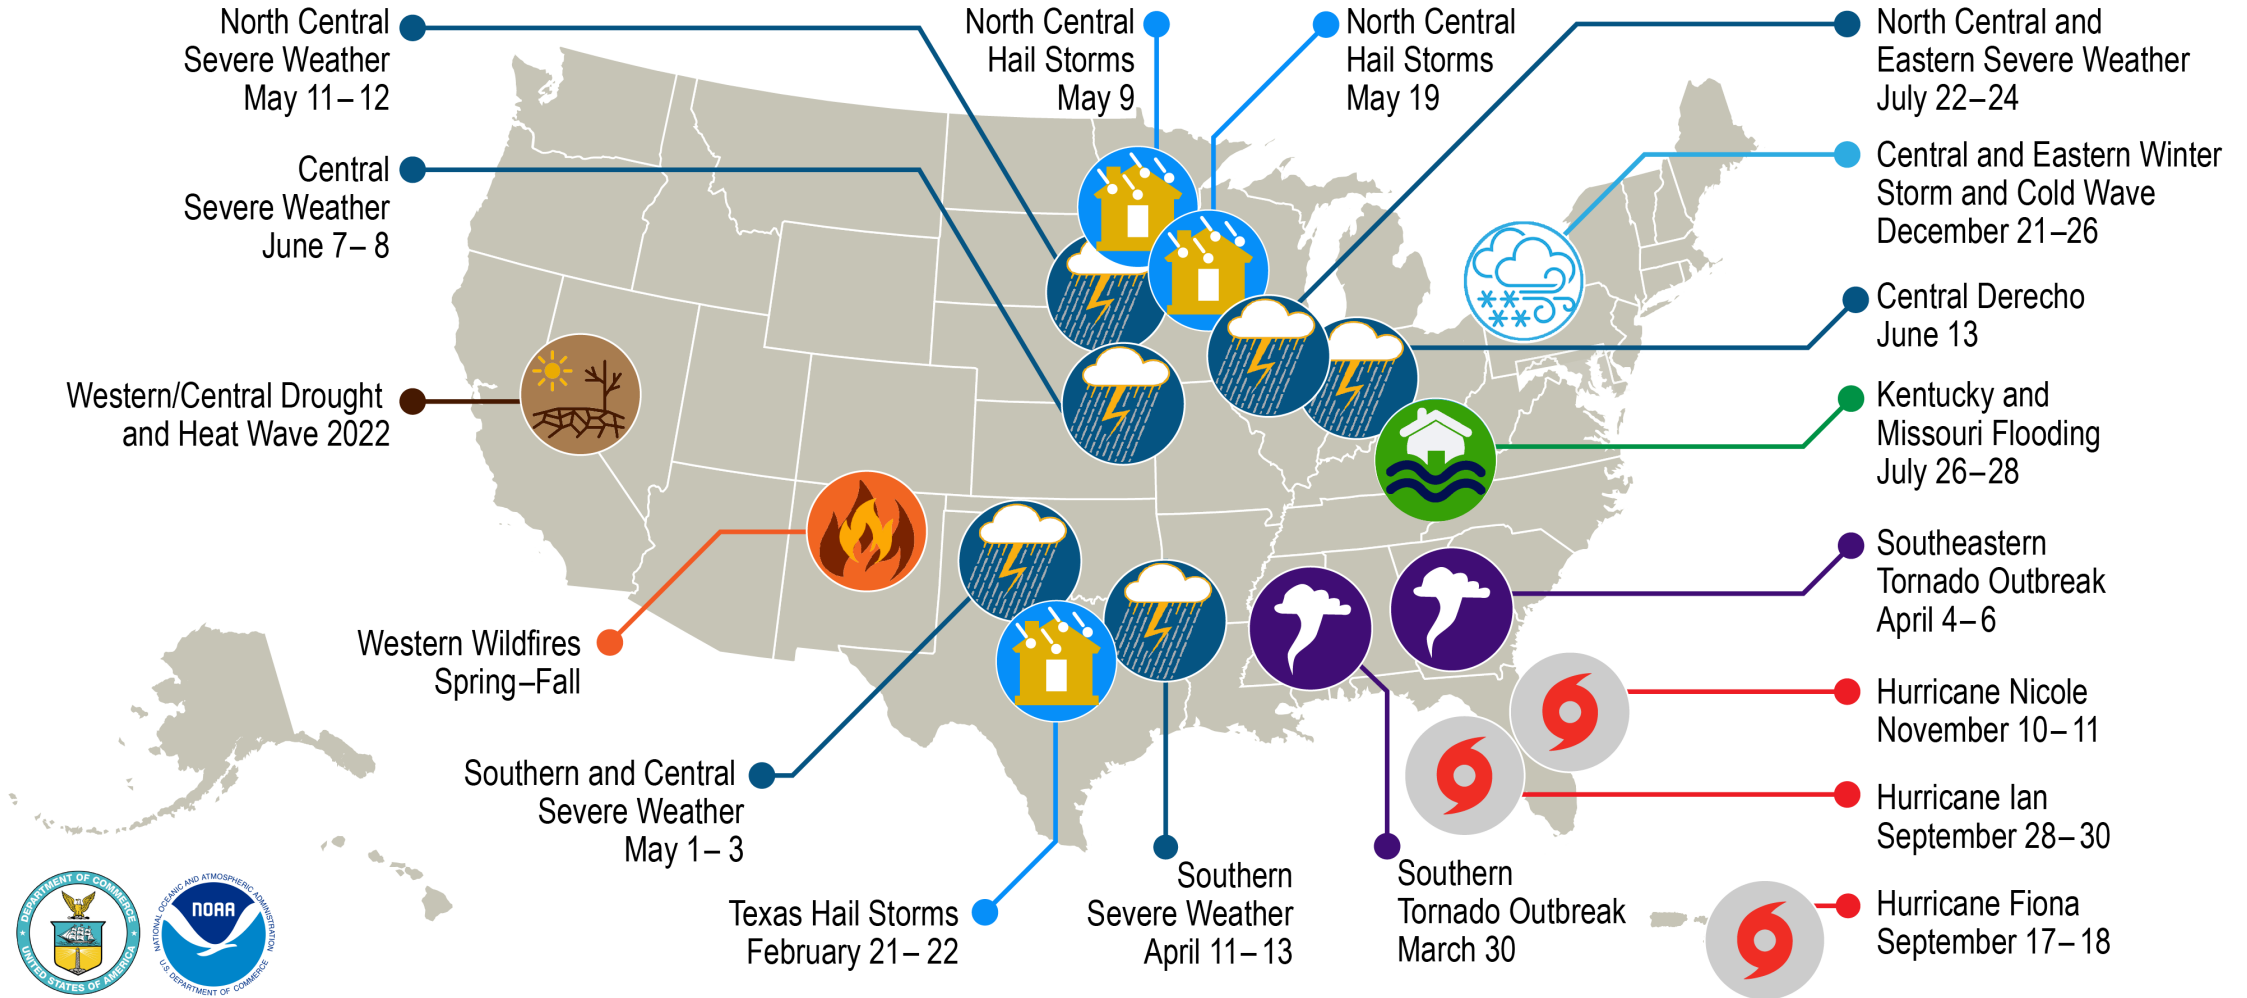 North Central
Severe Weather
May 11–12
North Central
Hail Storms
May 9
North Central
Hail Storms
May 19
North Central and
Eastern Severe Weather
July 22–24
Central
Severe Weather
June 7–8
Central and Eastern Winter
Storm and Cold Wave
December 21–26
Central Derecho
June 13
Western/Central Drought
and Heat Wave 2022
Kentucky and
Missouri Flooding
July 26–28
Southeastern
Tornado Outbreak
April 4–6
Western Wildfires
Spring–Fall
Hurricane Nicole
November 10–11
Southern and Central
Severe Weather
May 1–3
Hurricane Ian
September 28–30
Texas Hail Storms
February 21–22
Southern
Severe Weather
April 11–13
Southern
Tornado Outbreak
March 30
Hurricane Fiona
September 17–18
DEPARTMENT OF COMMERCE
UNITED STATES OF AMERICA
NATIONAL OCEANIC AND ATMOSPHERIC ADMINISTRATION
NOAA
U.S. DEPARTMENT OF COMMERCE